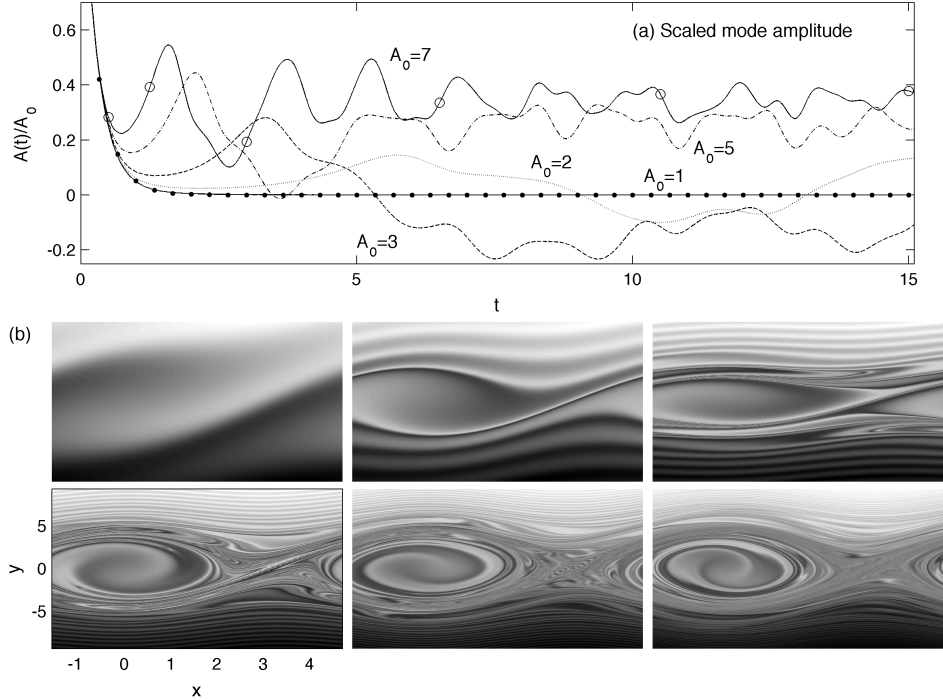 (a) Scaled mode amplitude
A(t)/A₀
0.6
0.4
0.2
0
-0.2
A₀=7
A₀=5
A₀=2
A₀=1
A₀=3
0 5 10 15
t
(b)
y
5
0
-5
-1 0 1 2 3 4
x